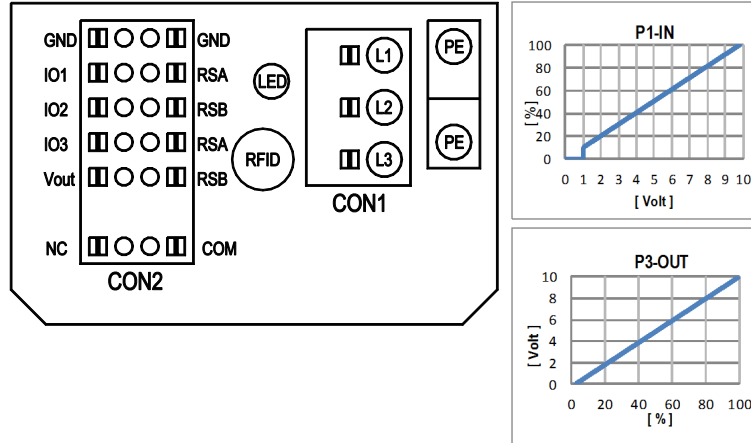 GND GND
IO1 RSA
IO2 RSB
IO3 RSA
Vout RSB
NC COM
CON2
LED
RFID
L1
L2
L3
CON1
PE
PE
P1-IN
[ % ]
100
80
60
40
20
0
0 1 2 3 4 5 6 7 8 9 10
[ Volt ]
P3-OUT
[ Volt ]
10
8
6
4
2
0
0 20 40 60 80 100
[ % ]